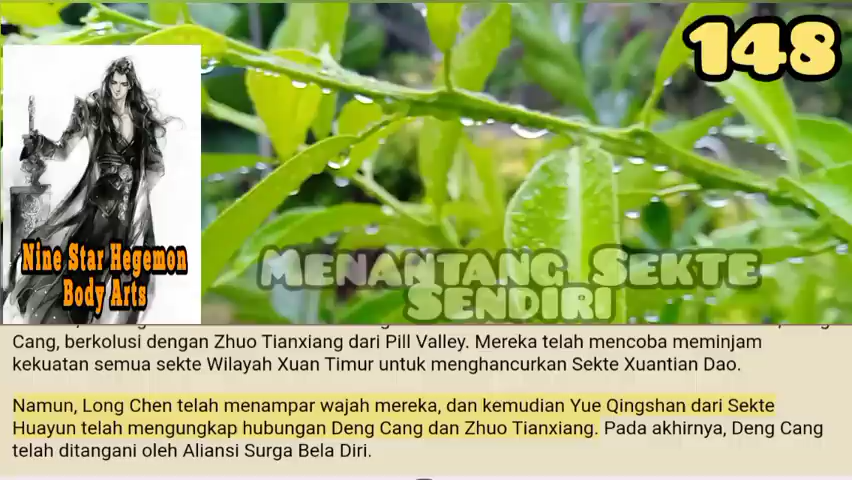 148
Nine Star Hegemon
Body Arts
MENANTANG SEKTE
SENDIRI
Cang, berkolusi dengan Zhuo Tianxiang dari Pill Valley. Mereka telah mencoba meminjam
kekuatan semua sekte Wilayah Xuan Timur untuk menghancurkan Sekte Xuantian Dao.
Namun, Long Chen telah menampar wajah mereka, dan kemudian Yue Qingshan dari Sekte
Huayun telah mengungkap hubungan Deng Cang dan Zhuo Tianxiang. Pada akhirnya, Deng Cang
telah ditangani oleh Aliansi Surga Bela Diri.